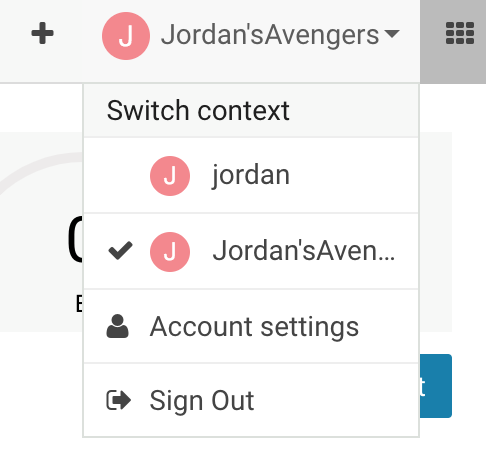 J Jordan'sAvengers
Switch context
J jordan
J Jordan'sAven...
Account settings
Sign Out